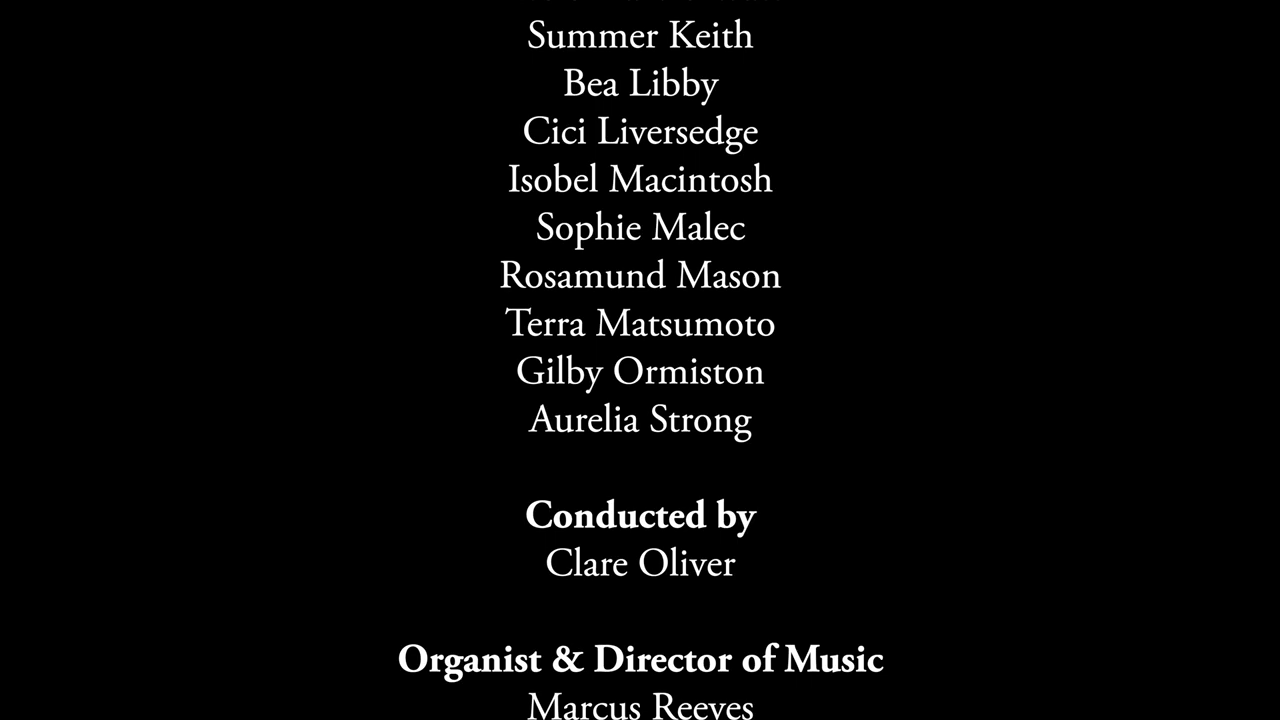 Summer Keith
Bea Libby
Cici Liversedge
Isobel Macintosh
Sophie Malec
Rosamund Mason
Terra Matsumoto
Gilby Ormiston
Aurelia Strong
Conducted by
Clare Oliver
Organist & Director of Music
Marcus Reeves